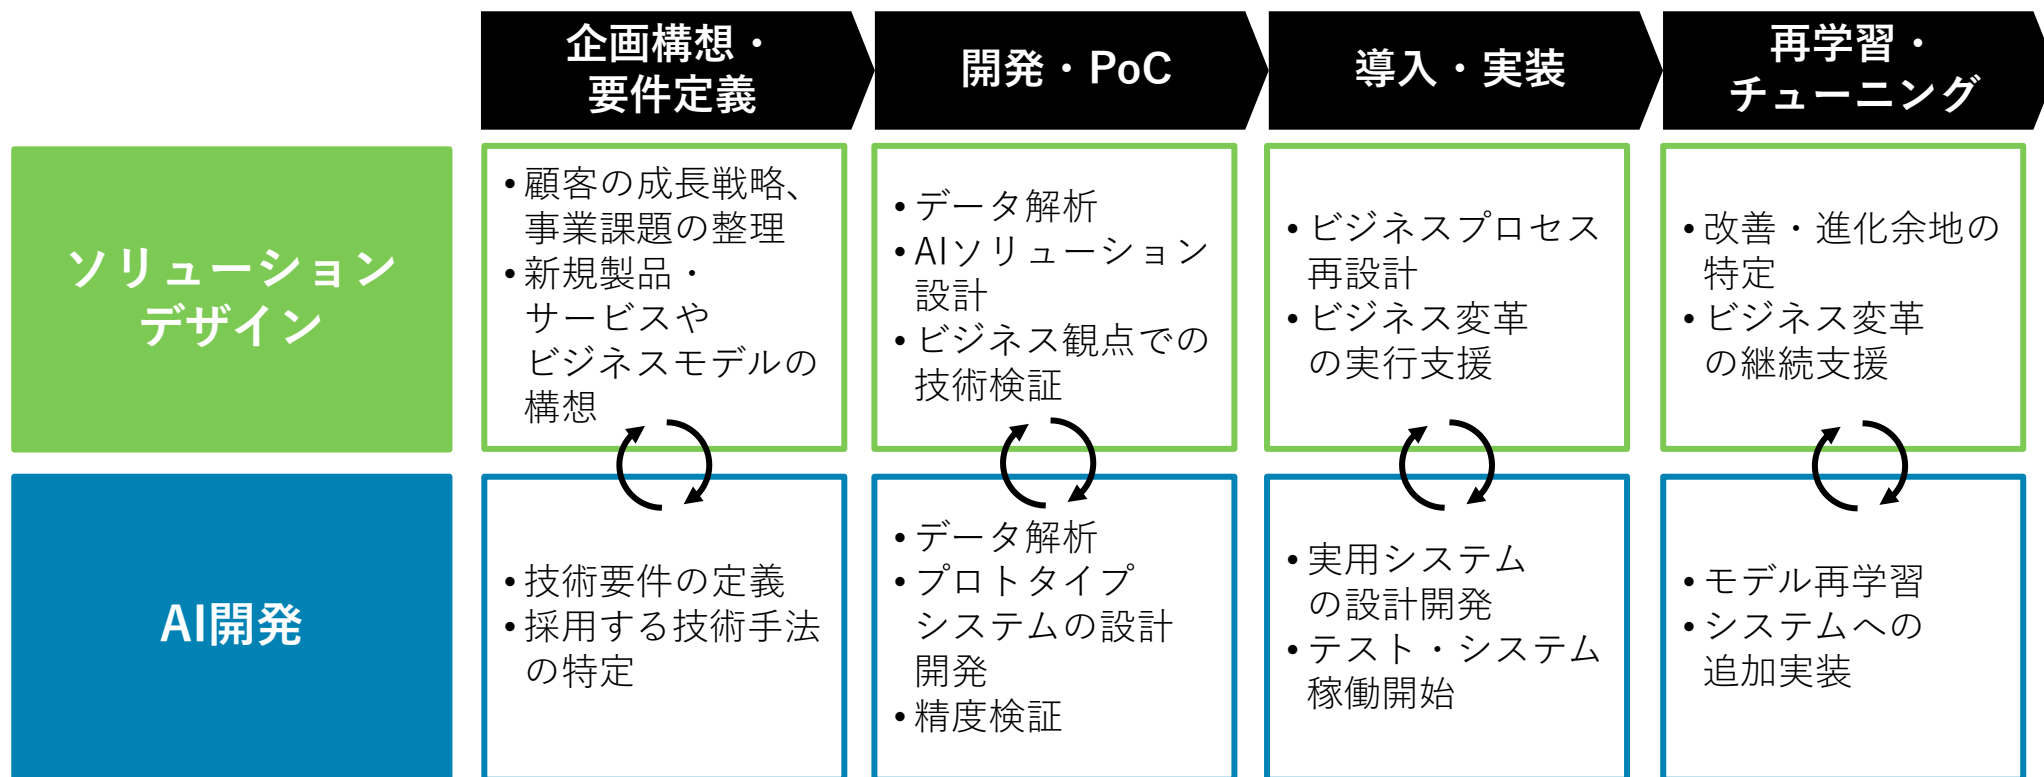 企画構想・
要件定義
開発・PoC
導入・実装
再学習・
チューニング
ソリューション
デザイン
•顧客の成長戦略、
事業課題の整理
•新規製品・
サービスや
ビジネスモデルの
構想
•データ解析
•AIソリューション
設計
•ビジネス観点での
技術検証
•ビジネスプロセス
再設計
•ビジネス変革
の実行支援
•改善・進化余地の
特定
•ビジネス変革
の継続支援
AI開発
•技術要件の定義
•採用する技術手法
の特定
•データ解析
•プロトタイプ
システムの設計
開発
•精度検証
•実用システム
の設計開発
•テスト・システム
稼働開始
•モデル再学習
•システムへの
追加実装